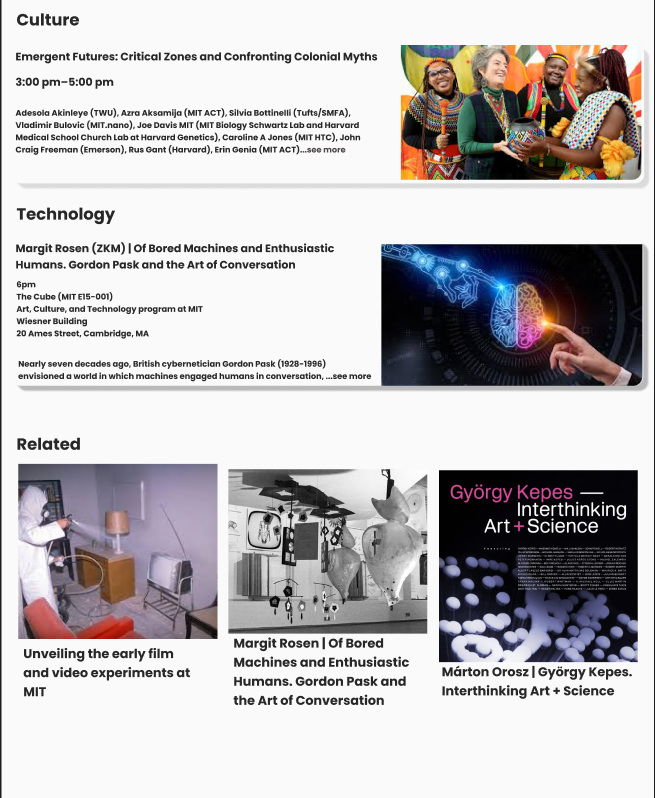 Culture
Emergent Futures: Critical Zones and Confronting Colonial Myths
3:00 pm–5:00 pm
Adesola Akinleye (TWU), Azra Aksamija (MIT ACT), Silvia Bottinelli (Tufts/SMFA),
Vladimir Bulovic (MIT.nano), Joe Davis MIT (MIT Biology Schwartz Lab and Harvard
Medical School Church Lab at Harvard Genetics), Caroline A Jones (MIT HTC), John
Craig Freeman (Emerson), Rus Gant (Harvard), Erin Genia (MIT ACT)...see more
Technology
Margit Rosen (ZKM) | Of Bored Machines and Enthusiastic
Humans. Gordon Pask and the Art of Conversation
6pm
The Cube (MIT E15-001)
Art, Culture, and Technology program at MIT
Wiesner Building
20 Ames Street, Cambridge, MA
Nearly seven decades ago, British cybernetician Gordon Pask (1928-1996)
envisioned a world in which machines engaged humans in conversation, ...see more
Related
György Kepes —
Interthinking
Art + Science
Featuring
Unveiling the early film
and video experiments at
MIT
Margit Rosen | Of Bored
Machines and Enthusiastic
Humans. Gordon Pask and
the Art of Conversation
Márton Orosz | György Kepes.
Interthinking Art + Science